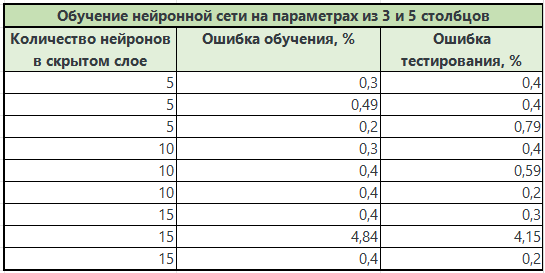 Обучение нейронной сети на параметрах из 3 и 5 столбцов
Количество нейронов в скрытом слое Ошибка обучения, % Ошибка тестирования, %
5 0,3 0,4
5 0,49 0,4
5 0,2 0,79
10 0,3 0,4
10 0,4 0,59
10 0,4 0,2
15 0,4 0,3
15 4,84 4,15
15 0,4 0,2